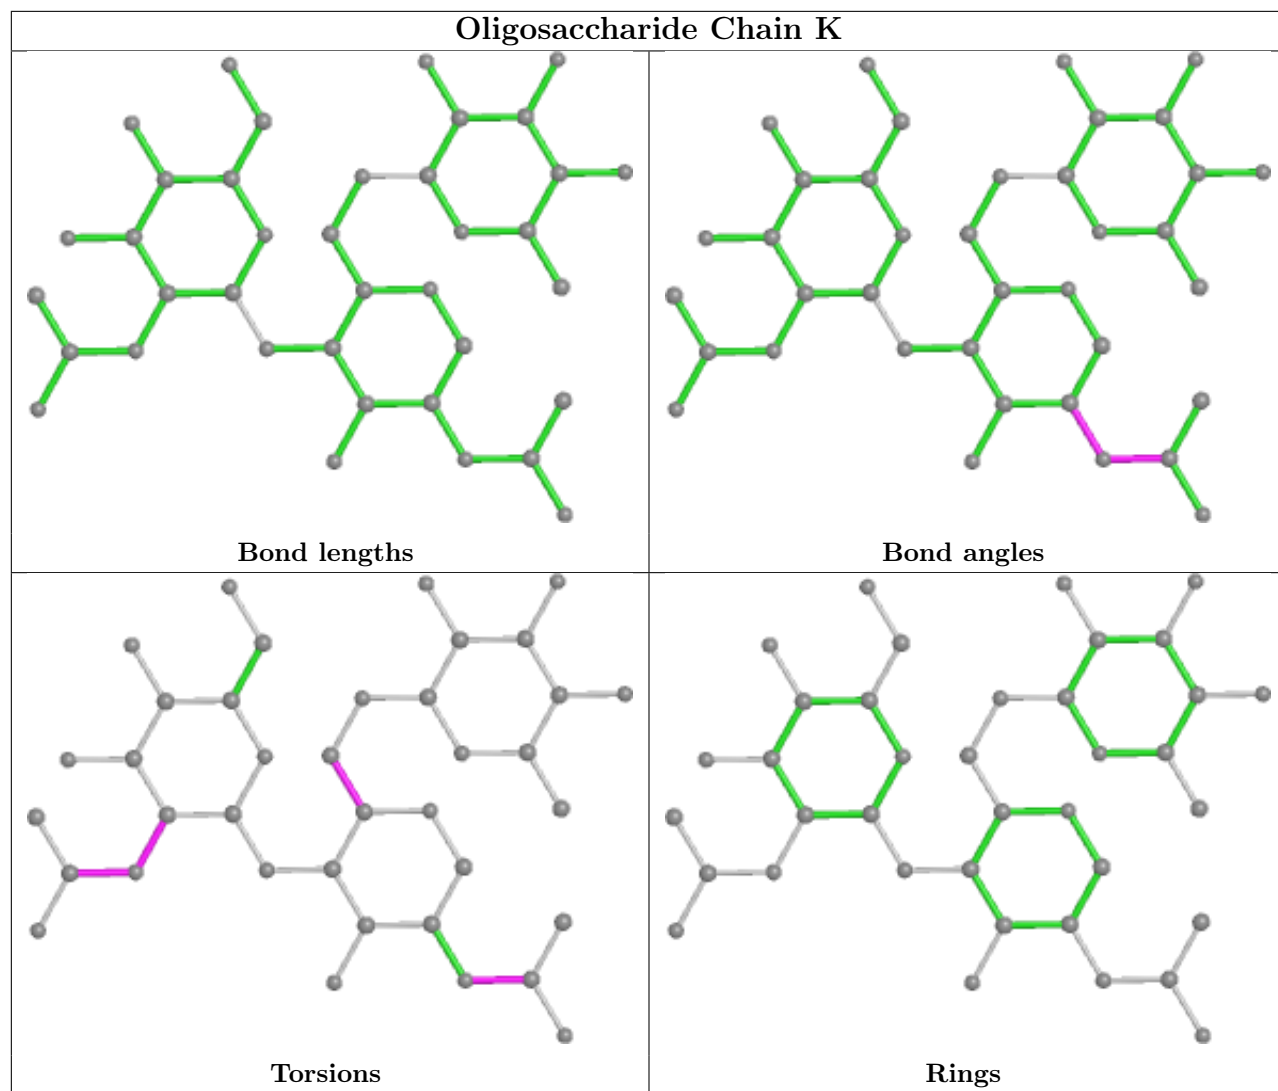 Oligosaccharide Chain K
Bond lengths
Bond angles
Torsions
Rings